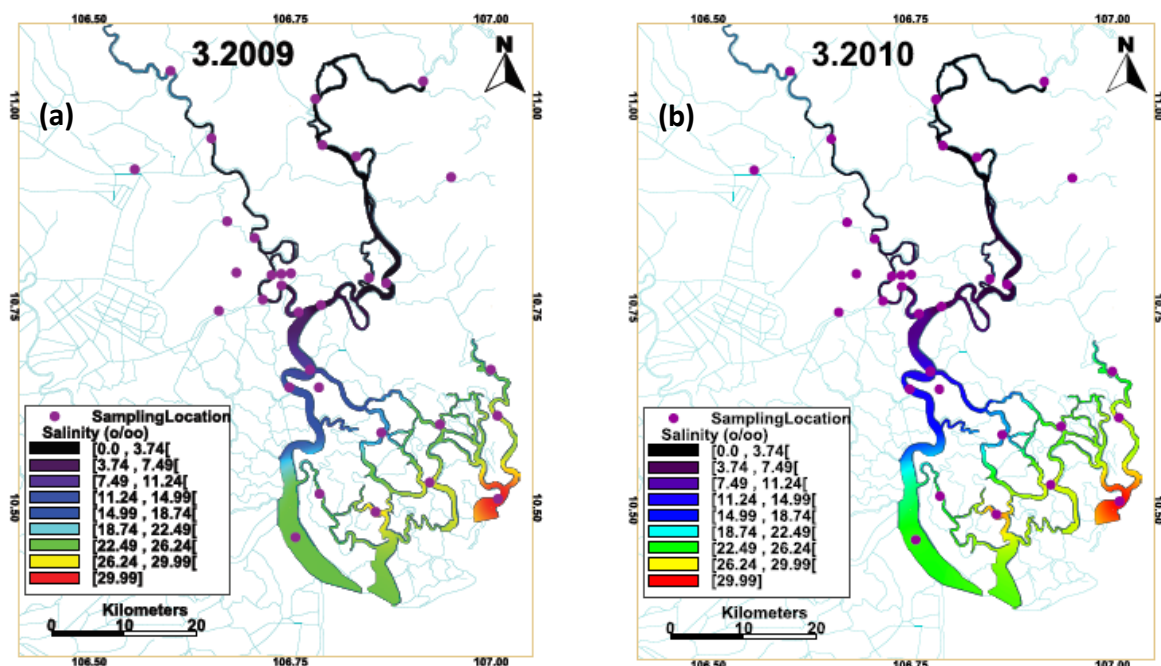 106.50 106.75 107.00
3.2009
N
(a)
11.00 11.00
10.75 10.75
10.50
SamplingLocation
Salinity (o/oo)
[0.0 , 3.74[
[3.74 , 7.49[
[7.49 , 11.24[
[11.24 , 14.99[
[14.99 , 18.74[
[18.74 , 22.49[
[22.49 , 26.24[
[26.24 , 29.99[
[29.99]
10.50
Kilometers
0 10 20
106.50 106.75 107.00
106.50 106.75 107.00
3.2010
N
(b)
11.00 11.00
10.75 10.75
10.50
SamplingLocation
Salinity (o/oo)
[0.0 , 3.74[
[3.74 , 7.49[
[7.49 , 11.24[
[11.24 , 14.99[
[14.99 , 18.74[
[18.74 , 22.49[
[22.49 , 26.24[
[26.24 , 29.99[
[29.99]
10.50
Kilometers
0 10 20
106.50 106.75 107.00